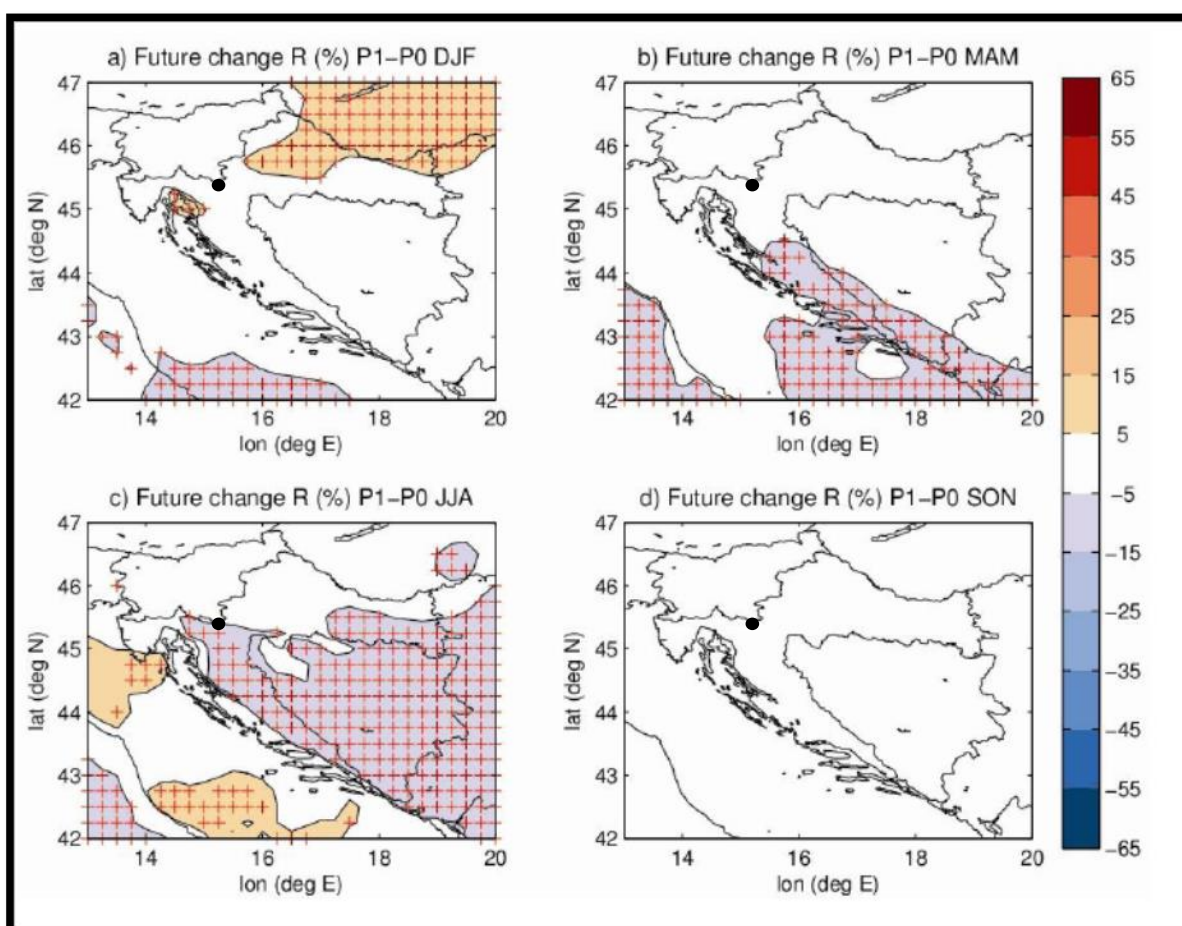 a) Future change R (%) P1-P0 DJF
47
46
45
44
43
42
lat (deg N)
14 16 18 20
lon (deg E)
b) Future change R (%) P1-P0 MAM
47
46
45
44
43
42
lat (deg N)
14 16 18 20
lon (deg E)
c) Future change R (%) P1-P0 JJA
47
46
45
44
43
42
lat (deg N)
14 16 18 20
lon (deg E)
d) Future change R (%) P1-P0 SON
47
46
45
44
43
42
lat (deg N)
14 16 18 20
lon (deg E)
65
55
45
35
25
15
5
-5
-15
-25
-35
-45
-55
-65